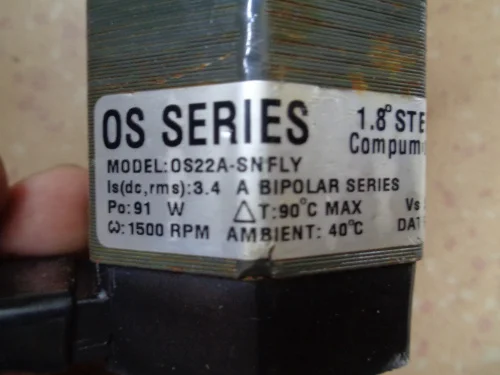 OS SERIES
1.8° STE
Compum
MODEL:OS22A-SNFLY
Is(dc,rms):3.4 A BIPOLAR SERIES
Po:91 W △T:90°C MAX Vs
ω:1500 RPM AMBIENT: 40°C DAT